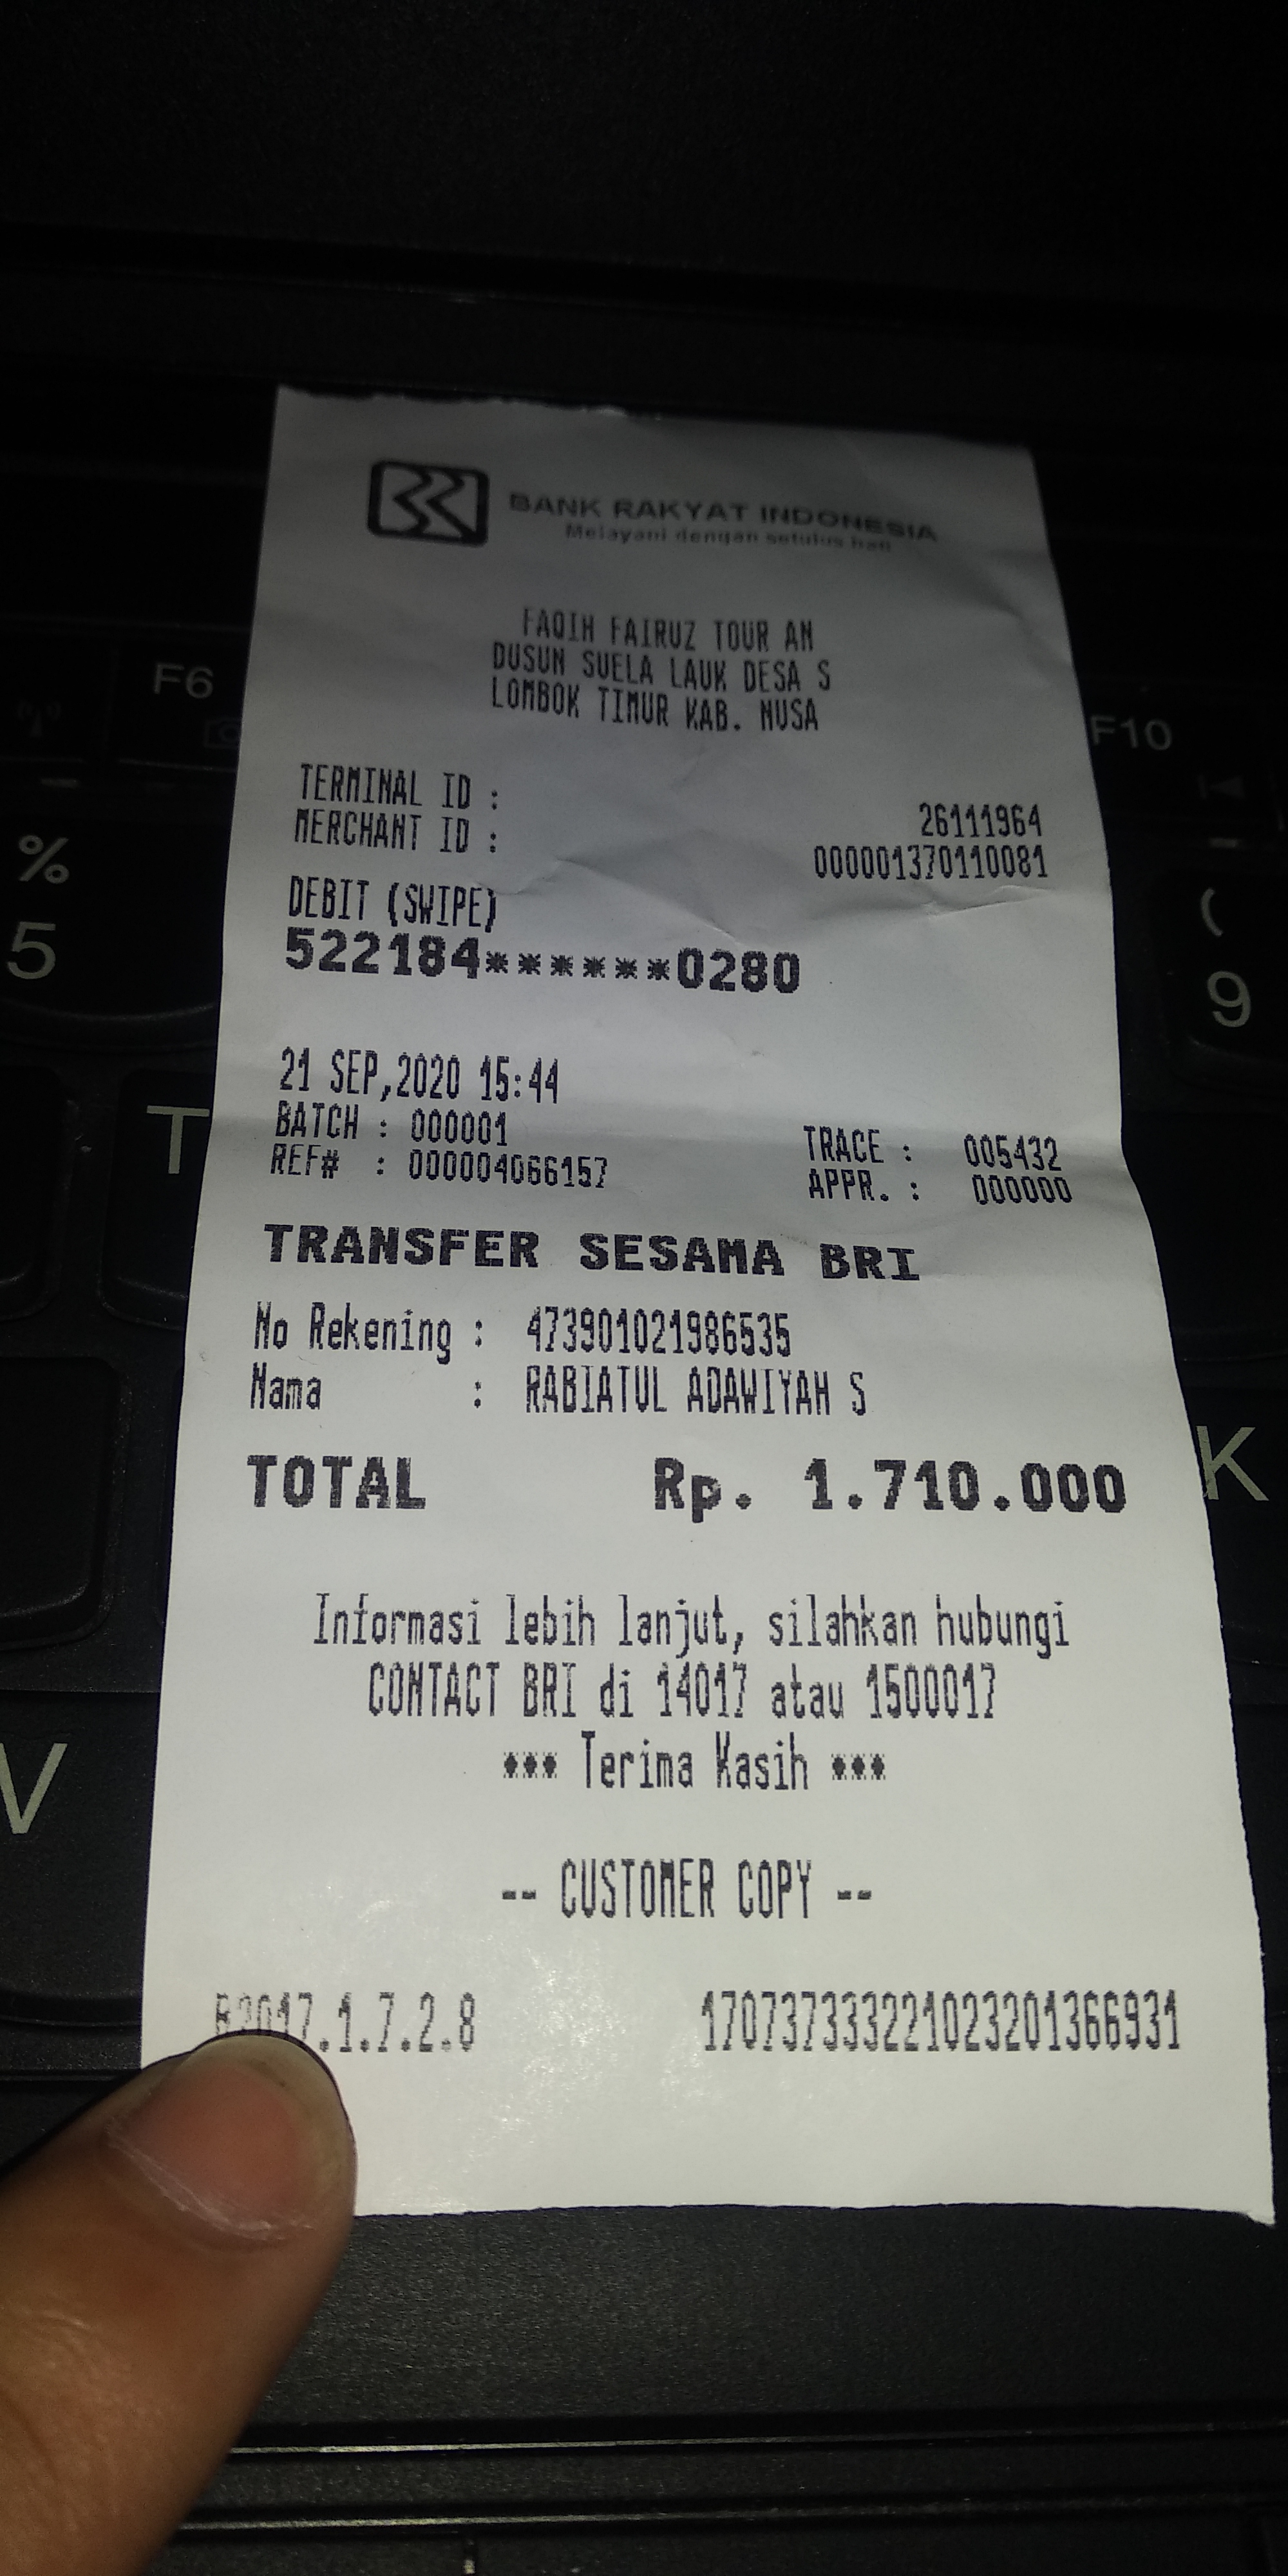 BANK RAKYAT INDONESIA
Melayani dengan setulus hati
FAQIH FAIRUZ TOUR AN
DUSUN SUELA LAUK DESA S
LOMBOK TIMUR KAB. NUSA
TERMINAL ID : 26111964
MERCHANT ID : 000001370110081
DEBIT (SWIPE)
522184******0280
21 SEP,2020 15:44
BATCH : 000001 TRACE : 005432
REF# : 000004066157 APPR. : 000000
TRANSFER SESAMA BRI
No Rekening : 473901021986535
Nama : RABIATUL ADAWIYAH S
TOTAL Rp. 1.710.000
Informasi lebih lanjut, silahkan hubungi
CONTACT BRI di 14017 atau 1500017
*** Terima Kasih ***
-- CUSTOMER COPY --
B2017.1.7.2.8 170737333221023201366931
F6
F10
%
5
(
9
T
K
V